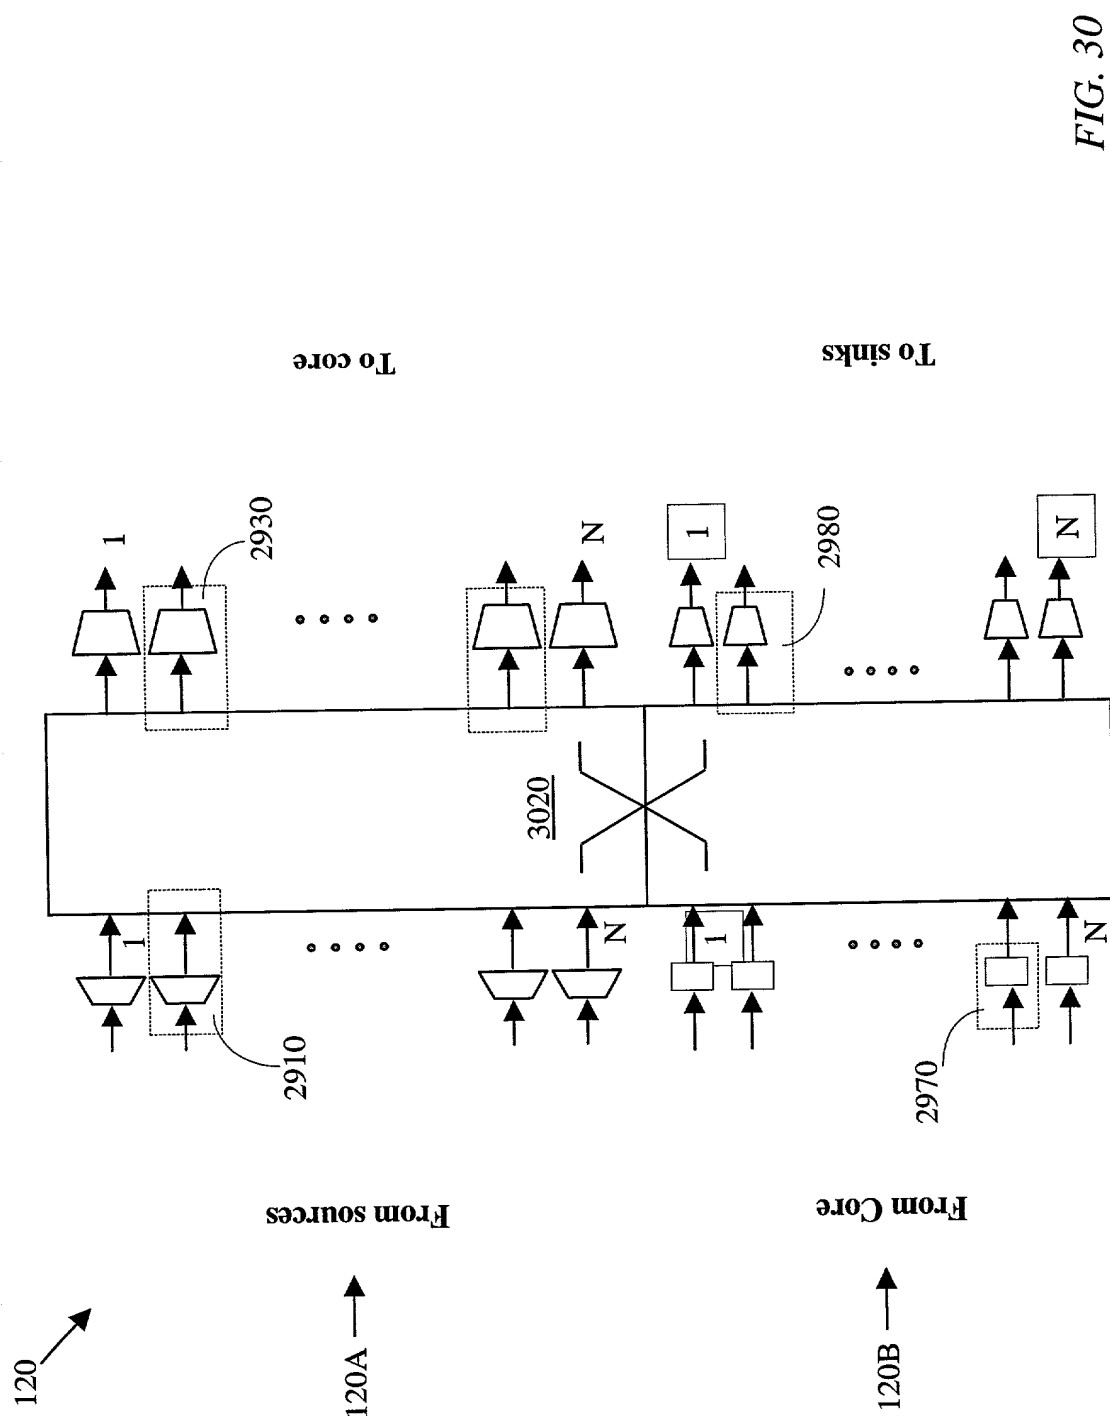 120
120A
120B
From sources
From Core
2910
2970
1
N
1
N
3020
1
N
1
N
2930
2980
To core
To sinks
FIG. 30